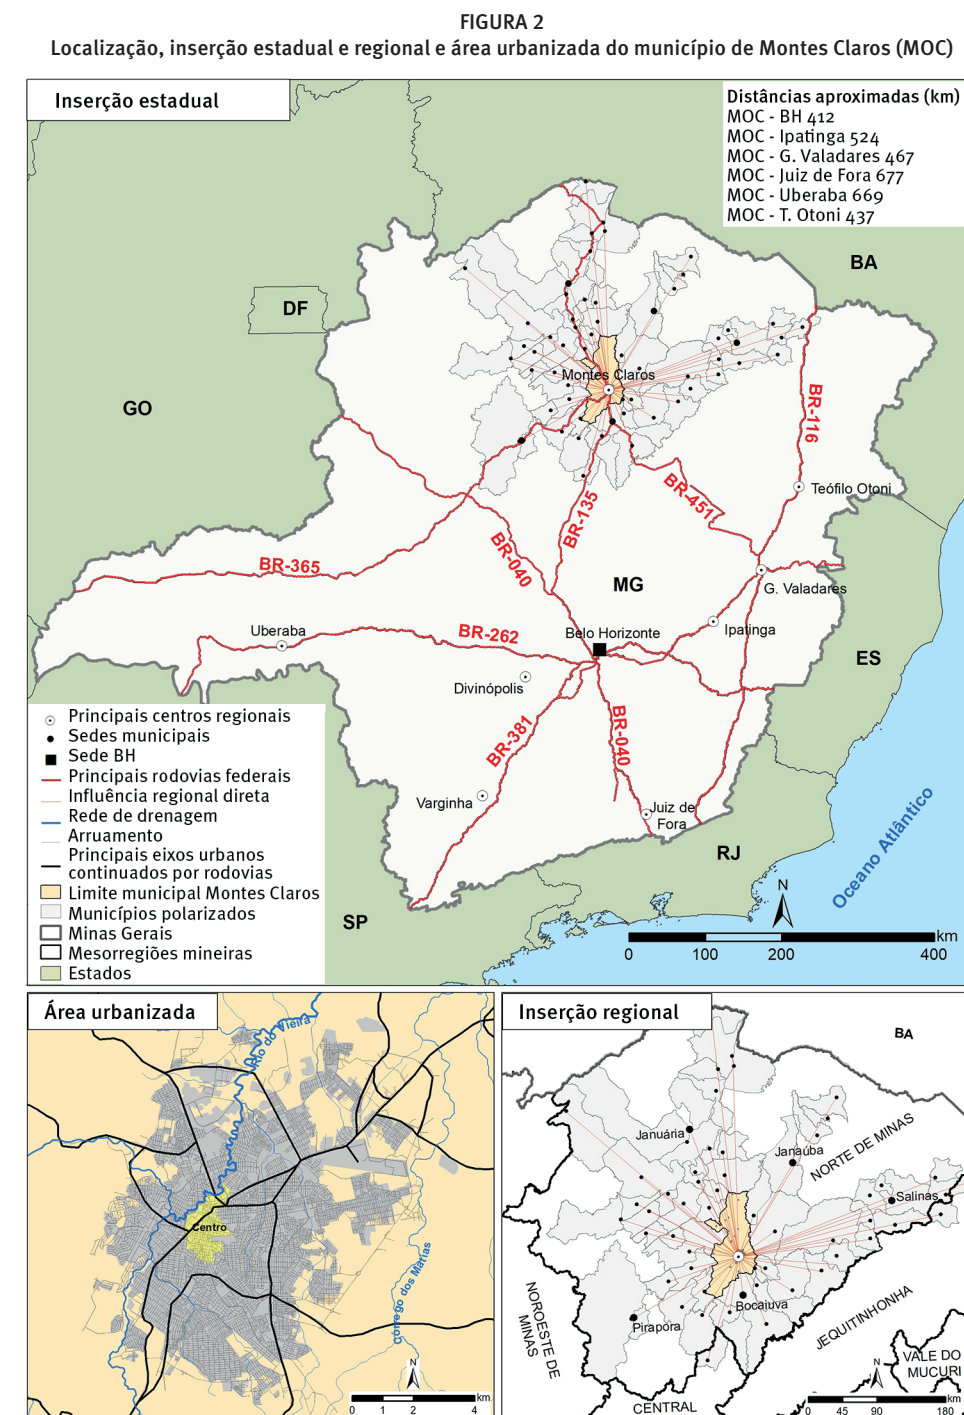 FIGURA 2
Localização, inserção estadual e regional e área urbanizada do município de Montes Claros (MOC)
Inserção estadual
Distâncias aproximadas (km)
MOC - BH 412
MOC - Ipatinga 524
MOC - G. Valadares 467
MOC - Juiz de Fora 677
MOC - Uberaba 669
MOC - T. Otoni 437
BA
DF
GO
Montes Claros
BR-116
Teófilo Otoni
BR-451
BR-135
BR-040
BR-365
MG
G. Valadares
Ipatinga
Uberaba
BR-262
Belo Horizonte
ES
Divinópolis
BR-381
BR-040
Varginha
Juiz de
Fora
RJ
SP
Oceano Atlântico
Principais centros regionais
Sedes municipais
Sede BH
Principais rodovias federais
Influência regional direta
Rede de drenagem
Arruamento
Principais eixos urbanos
continuados por rodovias
Limite municipal Montes Claros
Municípios polarizados
Minas Gerais
Mesorregiões mineiras
Estados
N
km
0 100 200 400
Área urbanizada
Rio do Vieira
Centro
Córrego dos Matias
N
km
0 1 2 4
Inserção regional
BA
Januária
Janaúba
NORTE DE MINAS
Salinas
Bocaiuva
Pirapora
NOROESTE DE
MINAS
JEQUITINHONHA
VALE DO
MUCURI
CENTRAL
N
km
0 45 90 180